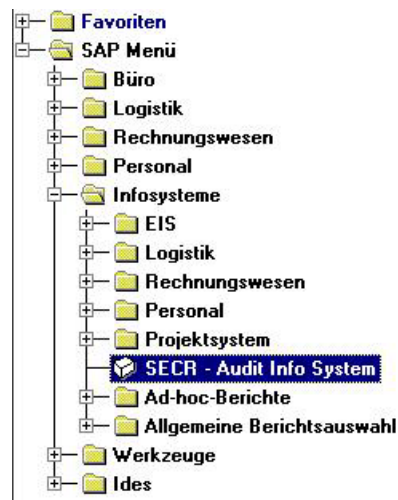 Favoriten
SAP Menü
Büro
Logistik
Rechnungswesen
Personal
Infosysteme
EIS
Logistik
Rechnungswesen
Personal
Projektsystem
SECR - Audit Info System
Ad-hoc-Berichte
Allgemeine Berichtsauswahl
Werkzeuge
Ides